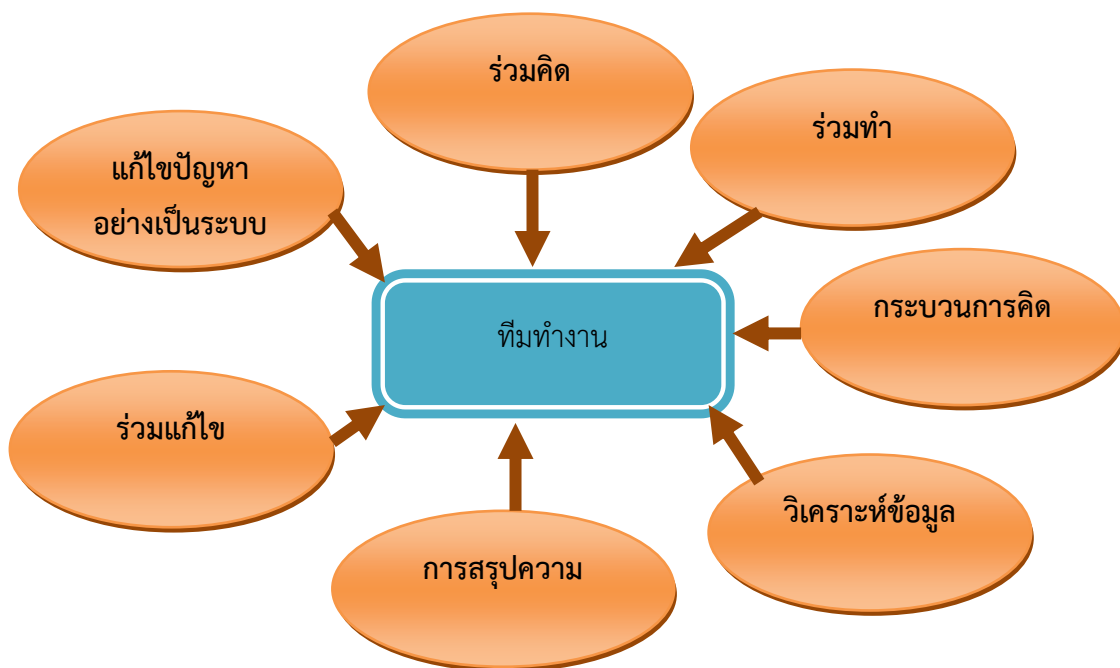 ร่วมคิด
ร่วมทำ
แก้ไขปัญหา
อย่างเป็นระบบ
กระบวนการคิด
ทีมทำงาน
ร่วมแก้ไข
วิเคราะห์ข้อมูล
การสรุปความ